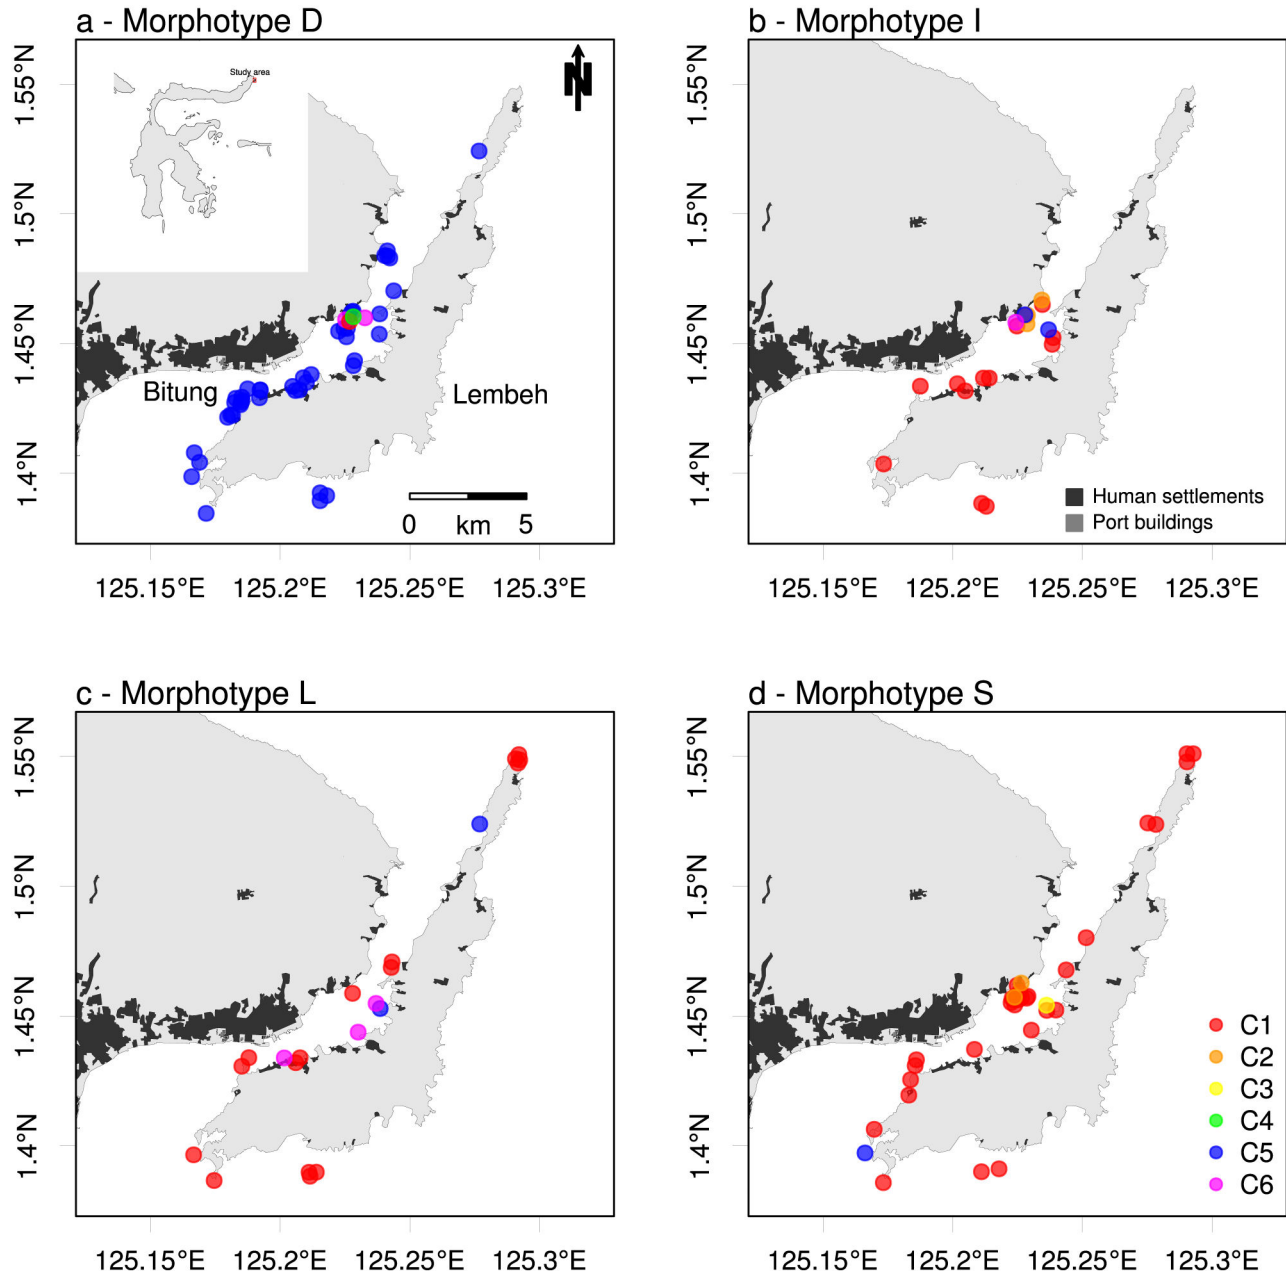 a - Morphotype D
Study area
N
1.55°N
1.5°N
1.45°N
1.4°N
Bitung
Lembeh
0 km 5
125.15°E 125.2°E 125.25°E 125.3°E
b - Morphotype I
1.55°N
1.5°N
1.45°N
1.4°N
Human settlements
Port buildings
125.15°E 125.2°E 125.25°E 125.3°E
c - Morphotype L
1.55°N
1.5°N
1.45°N
1.4°N
125.15°E 125.2°E 125.25°E 125.3°E
d - Morphotype S
1.55°N
1.5°N
1.45°N
1.4°N
C1
C2
C3
C4
C5
C6
125.15°E 125.2°E 125.25°E 125.3°E